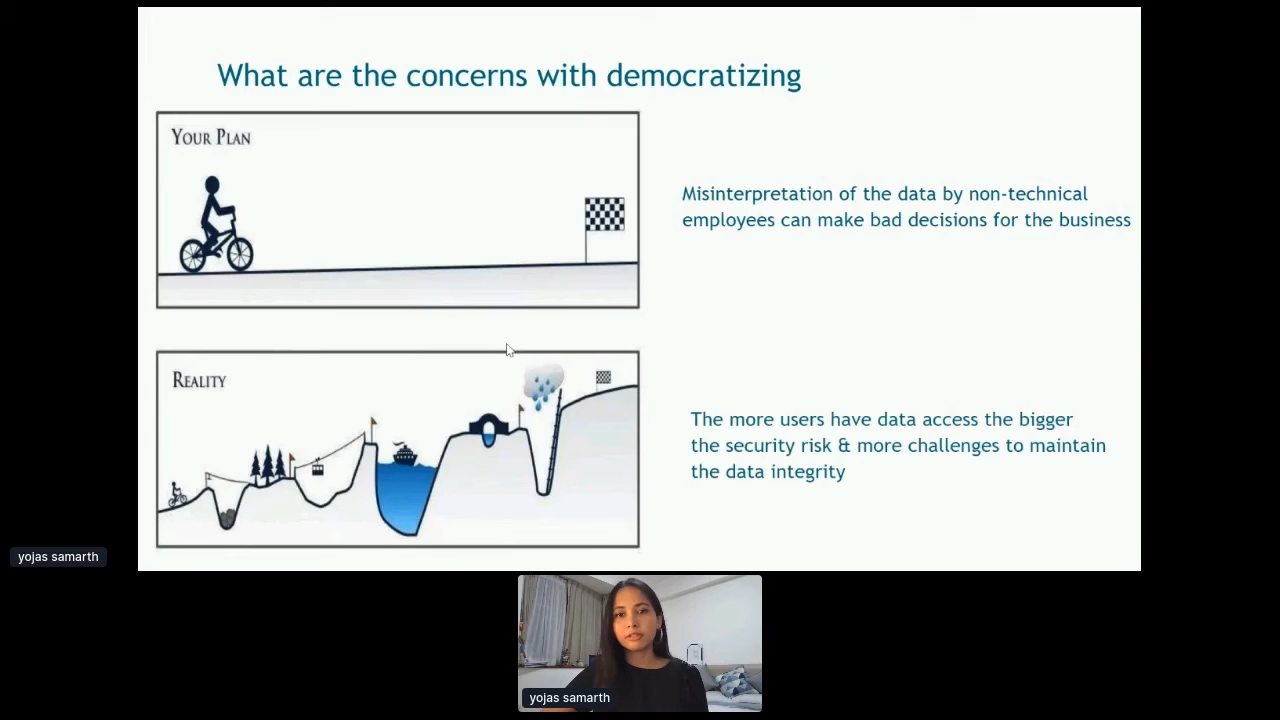 What are the concerns with democratizing
YOUR PLAN
Misinterpretation of the data by non-technical
employees can make bad decisions for the business
REALITY
The more users have data access the bigger
the security risk & more challenges to maintain
the data integrity
yojas samarth
yojas samarth